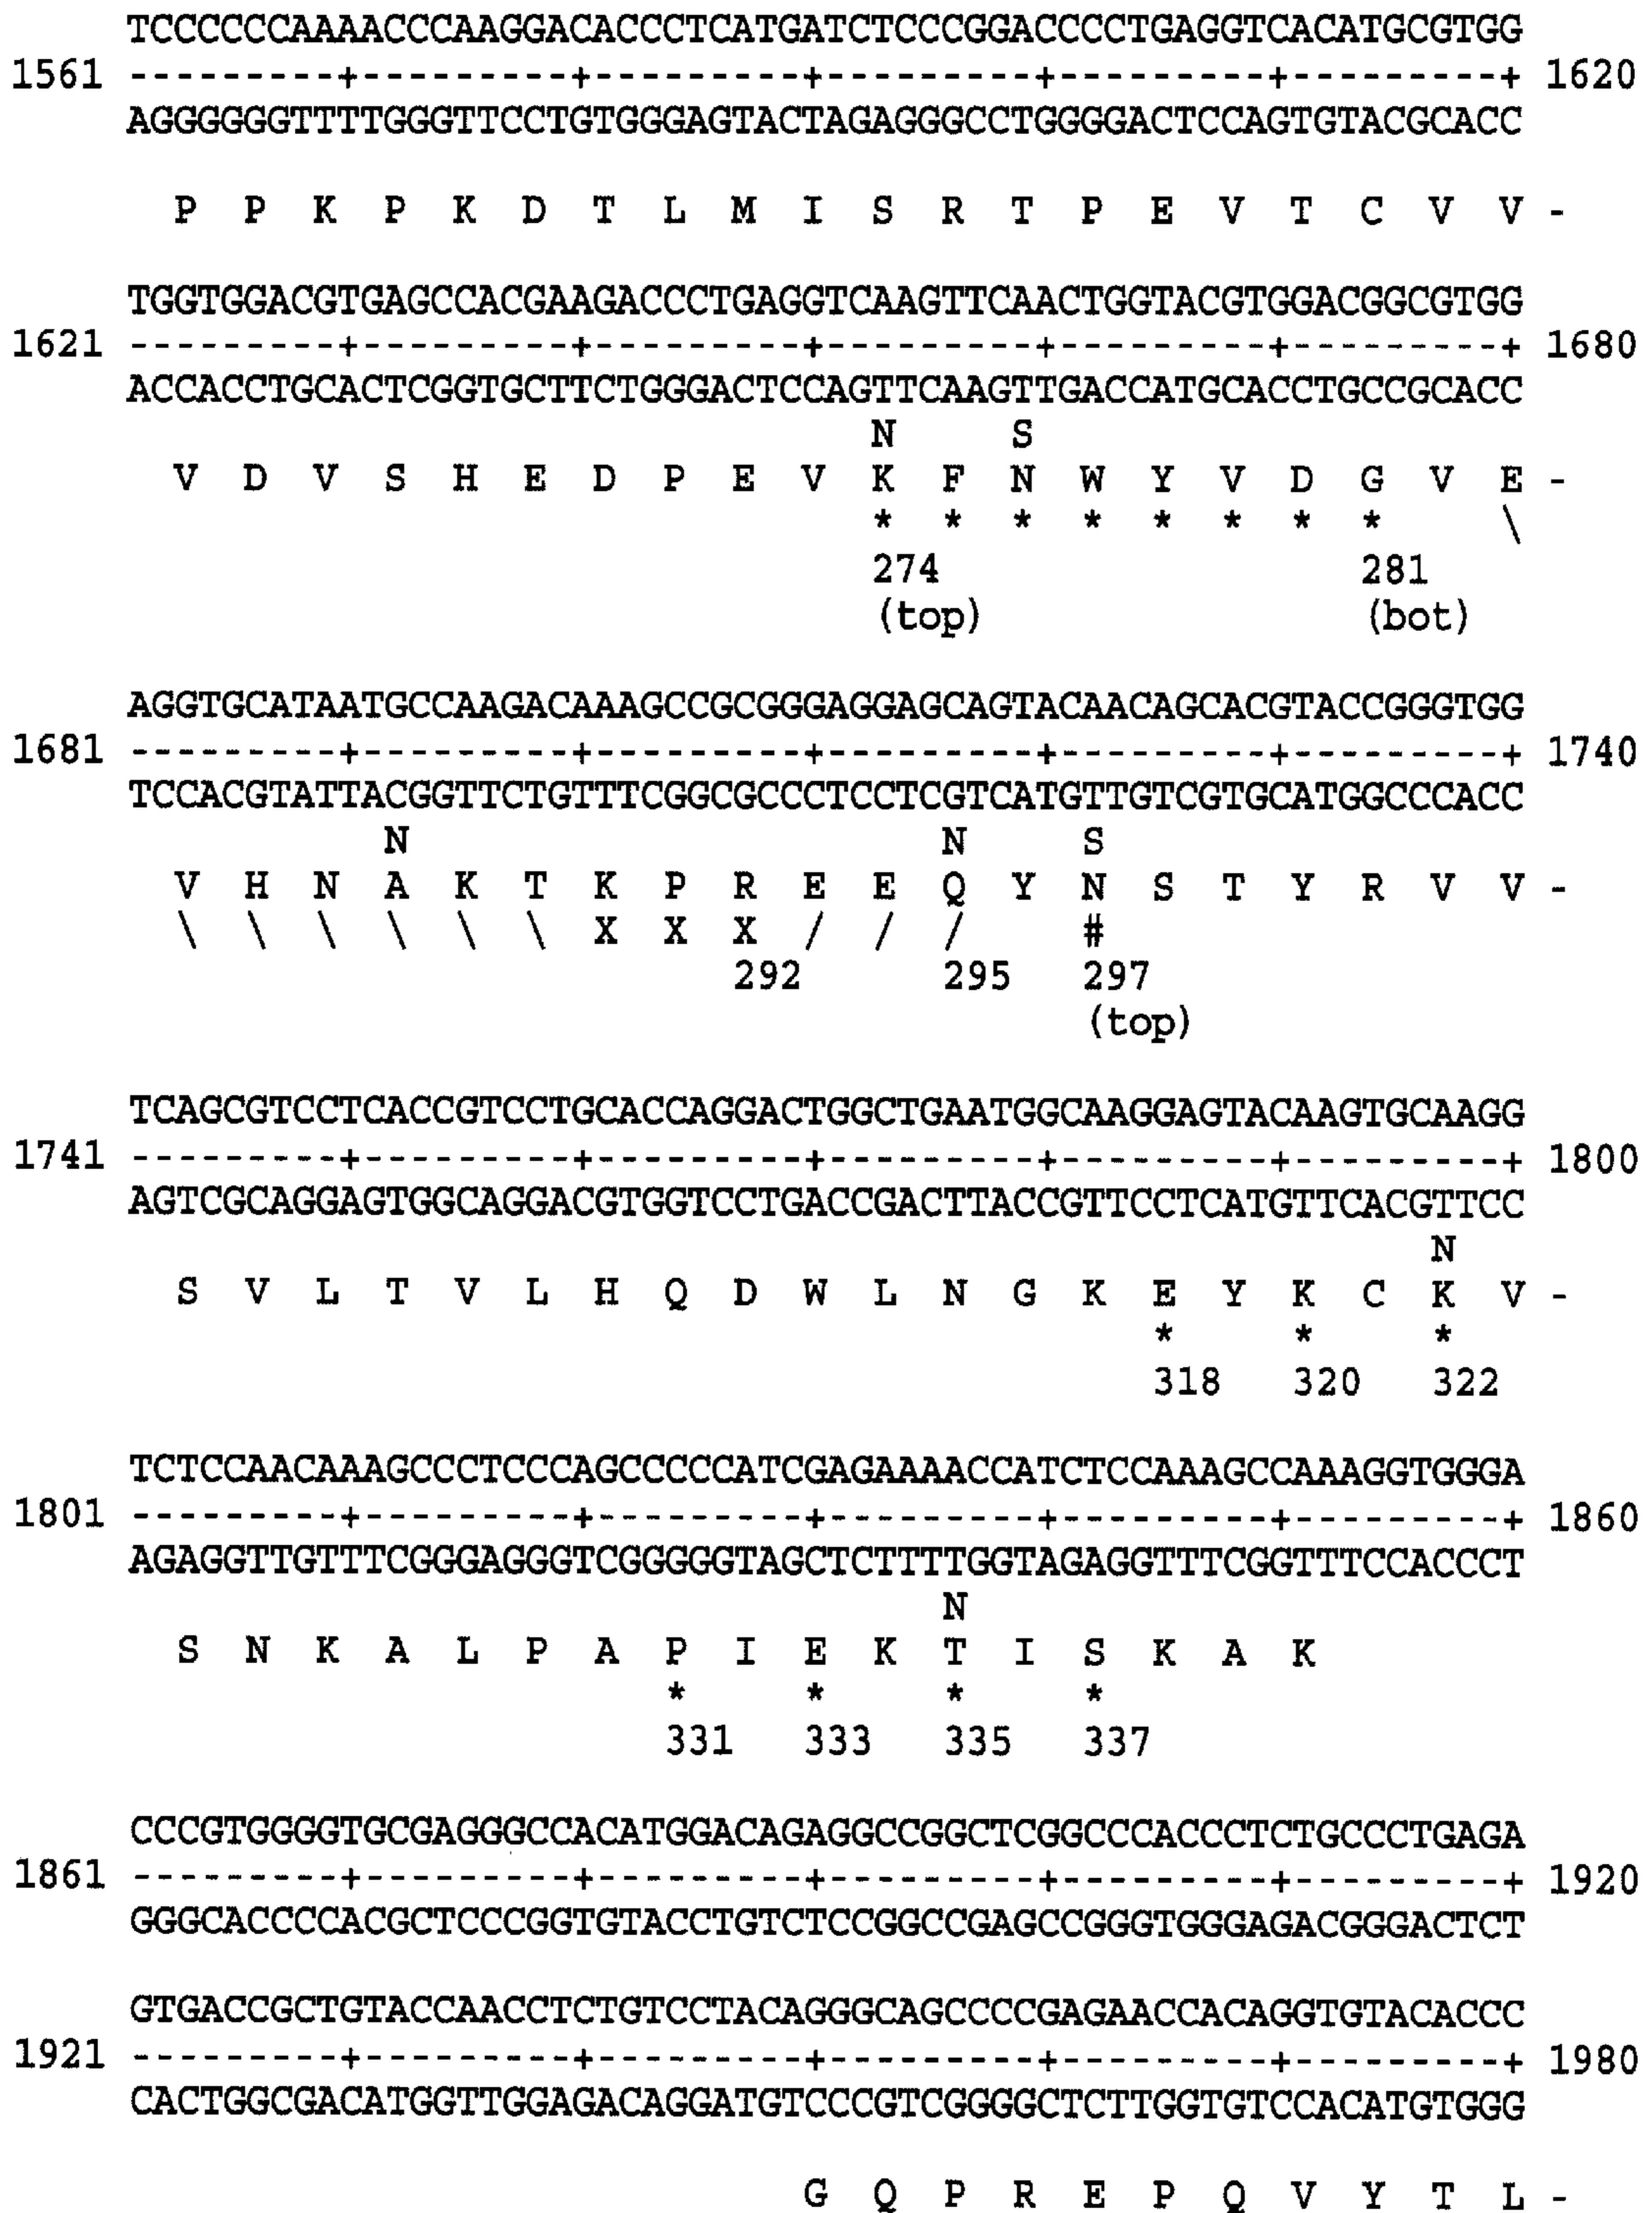 TCCCCCCAAAACCCAAGGACACCCTCATGATCTCCCGGACCCCTGAGGTCACATGCGTGG
1561 ---------+---------+---------+---------+---------+---------+ 1620
AGGGGGGTTTTGGGTTCCTGTGGGAGTACTAGAGGGCCTGGGGACTCCAGTGTACGCACC
P P K P K D T L M I S R T P E V T C V V -
TGGTGGACGTGAGCCACGAAGACCCTGAGGTCAAGTTCAACTGGTACGTGGACGGCGTGG
1621 ---------+---------+---------+---------+---------+---------+ 1680
ACCACCTGCACTCGGTGCTTCTGGGACTCCAGTTCAAGTTGACCATGCACCTGCCGCACC
N S
V D V S H E D P E V K F N W Y V D G V E -
* * * * * * * * \
274 281
(top) (bot)
AGGTGCATAATGCCAAGACAAAGCCGCGGGAGGAGCAGTACAACAGCACGTACCGGGTGG
1681 ---------+---------+---------+---------+---------+---------+ 1740
TCCACGTATTACGGTTCTGTTTCGGCGCCCTCCTCGTCATGTTGTCGTGCATGGCCCACC
N N S
V H N A K T K P R E E Q Y N S T Y R V V -
\ \ \ \ \ \ X X X / / / #
292 295 297
(top)
TCAGCGTCCTCACCGTCCTGCACCAGGACTGGCTGAATGGCAAGGAGTACAAGTGCAAGG
1741 ---------+---------+---------+---------+---------+---------+ 1800
AGTCGCAGGAGTGGCAGGACGTGGTCCTGACCGACTTACCGTTCCTCATGTTCACGTTCC
N
S V L T V L H Q D W L N G K E Y K C K V -
* * *
318 320 322
TCTCCAACAAAGCCCTCCCAGCCCCCATCGAGAAAACCATCTCCAAAGCCAAAGGTGGGA
1801 ---------+---------+---------+---------+---------+---------+ 1860
AGAGGTTGTTTCGGGAGGGTCGGGGGTAGCTCTTTTGGTAGAGGTTTCGGTTTCCACCCT
N
S N K A L P A P I E K T I S K A K
* * * *
331 333 335 337
CCCGTGGGGTGCGAGGGCCACATGGACAGAGGCCGGCTCGGCCCACCCTCTGCCCTGAGA
1861 ---------+---------+---------+---------+---------+---------+ 1920
GGGCACCCCACGCTCCCGGTGTACCTGTCTCCGGCCGAGCCGGGTGGGAGACGGGACTCT
GTGACCGCTGTACCAACCTCTGTCCTACAGGGCAGCCCCGAGAACCACAGGTGTACACCC
1921 ---------+---------+---------+---------+---------+---------+ 1980
CACTGGCGACATGGTTGGAGACAGGATGTCCCGTCGGGGCTCTTGGTGTCCACATGTGGG
G Q P R E P Q V Y T L -